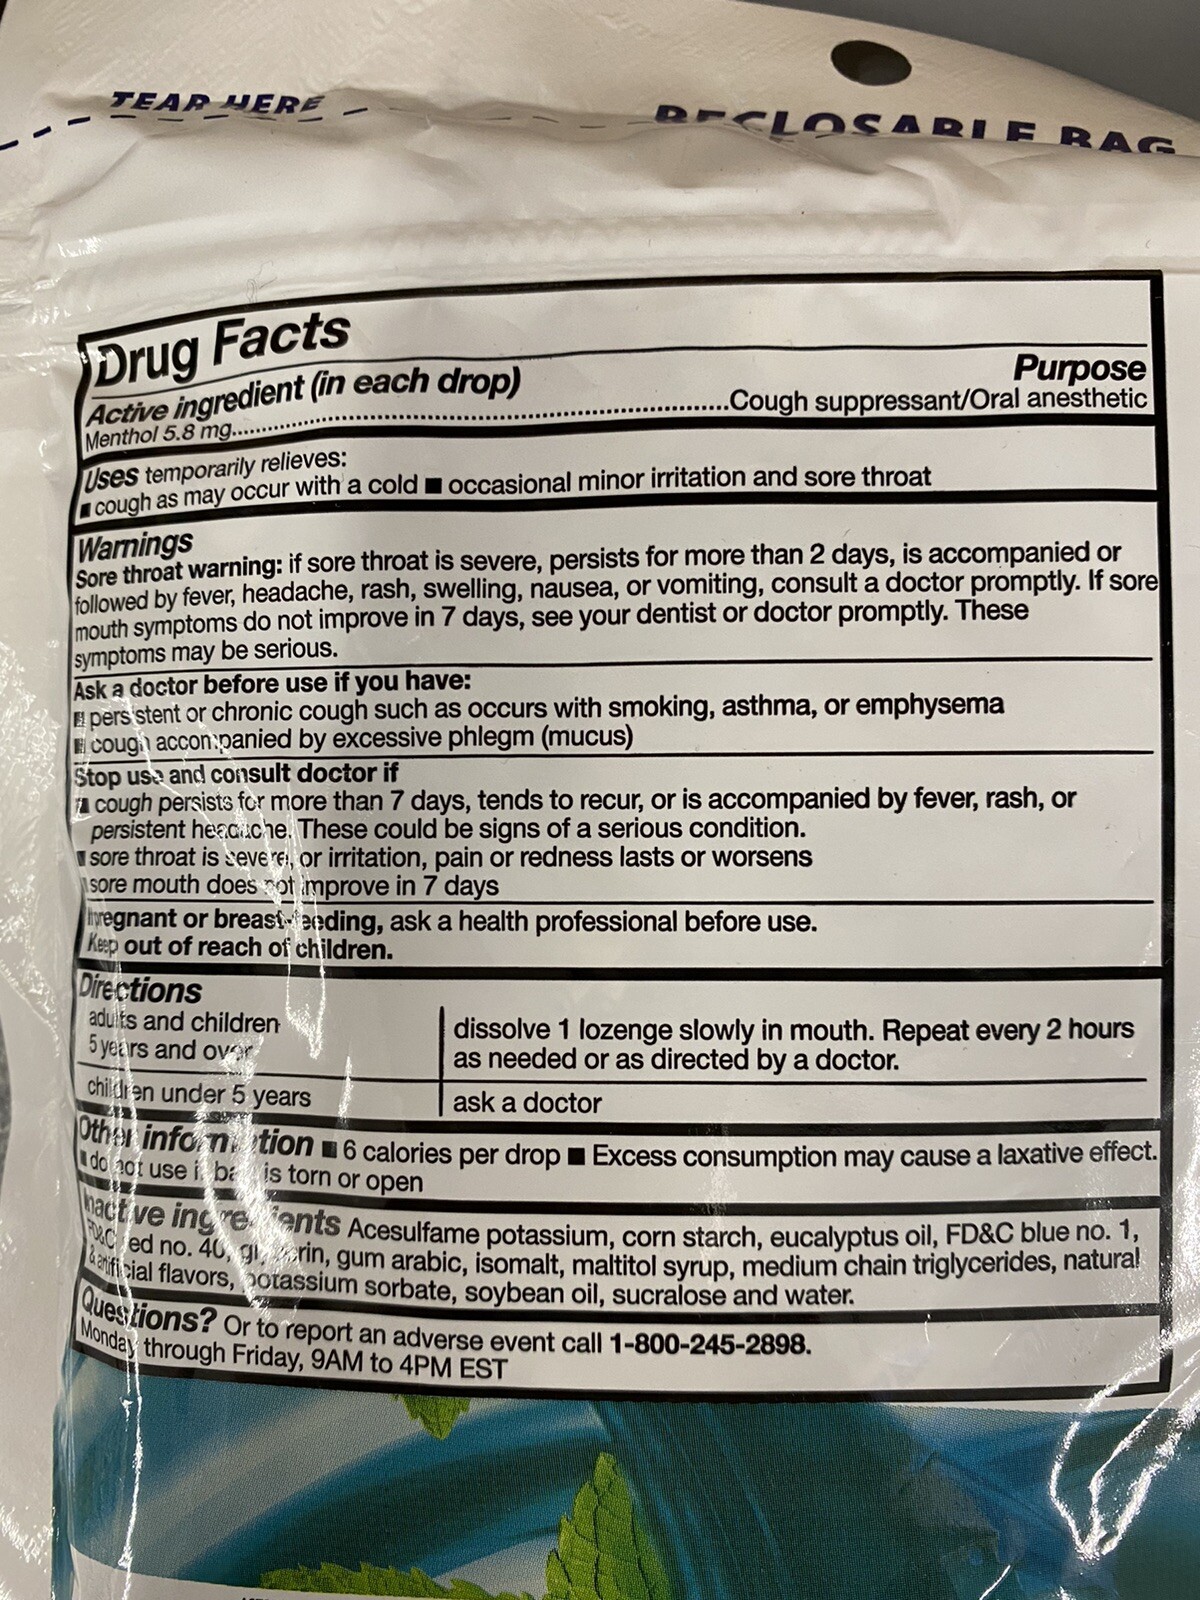 TEAR HERE
RECLOSABLE BAG
Drug Facts
Active ingredient (in each drop) Purpose
Menthol 5.8 mg..........Cough suppressant/Oral anesthetic
Uses temporarily relieves:
■ cough as may occur with a cold ■ occasional minor irritation and sore throat
Warnings
Sore throat warning: if sore throat is severe, persists for more than 2 days, is accompanied or
followed by fever, headache, rash, swelling, nausea, or vomiting, consult a doctor promptly. If sore
mouth symptoms do not improve in 7 days, see your dentist or doctor promptly. These
symptoms may be serious.
Ask a doctor before use if you have:
■ persistent or chronic cough such as occurs with smoking, asthma, or emphysema
■ cough accompanied by excessive phlegm (mucus)
Stop use and consult doctor if
■ cough persists for more than 7 days, tends to recur, or is accompanied by fever, rash, or
persistent headache. These could be signs of a serious condition.
■ sore throat is severe, or irritation, pain or redness lasts or worsens
■ sore mouth does not improve in 7 days
pregnant or breast-feeding, ask a health professional before use.
Keep out of reach of children.
Directions
adults and children
5 years and over
dissolve 1 lozenge slowly in mouth. Repeat every 2 hours
as needed or as directed by a doctor.
children under 5 years ask a doctor
Other information ■ 6 calories per drop ■ Excess consumption may cause a laxative effect.
■ do not use if bag is torn or open
Inactive ingredients Acesulfame potassium, corn starch, eucalyptus oil, FD&C blue no. 1,
FD&C red no. 40, glycerin, gum arabic, isomalt, maltitol syrup, medium chain triglycerides, natural
& artificial flavors, potassium sorbate, soybean oil, sucralose and water.
Questions? Or to report an adverse event call 1-800-245-2898.
Monday through Friday, 9AM to 4PM EST